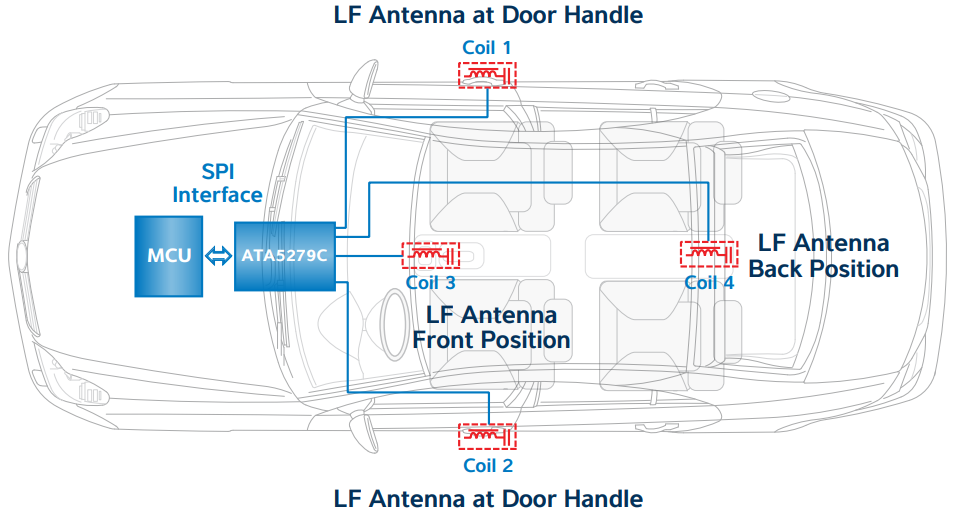 LF Antenna at Door Handle
Coil 1
SPI
Interface
MCU
ATA5279C
Coil 3
LF Antenna
Front Position
Coil 4
LF Antenna
Back Position
Coil 2
LF Antenna at Door Handle